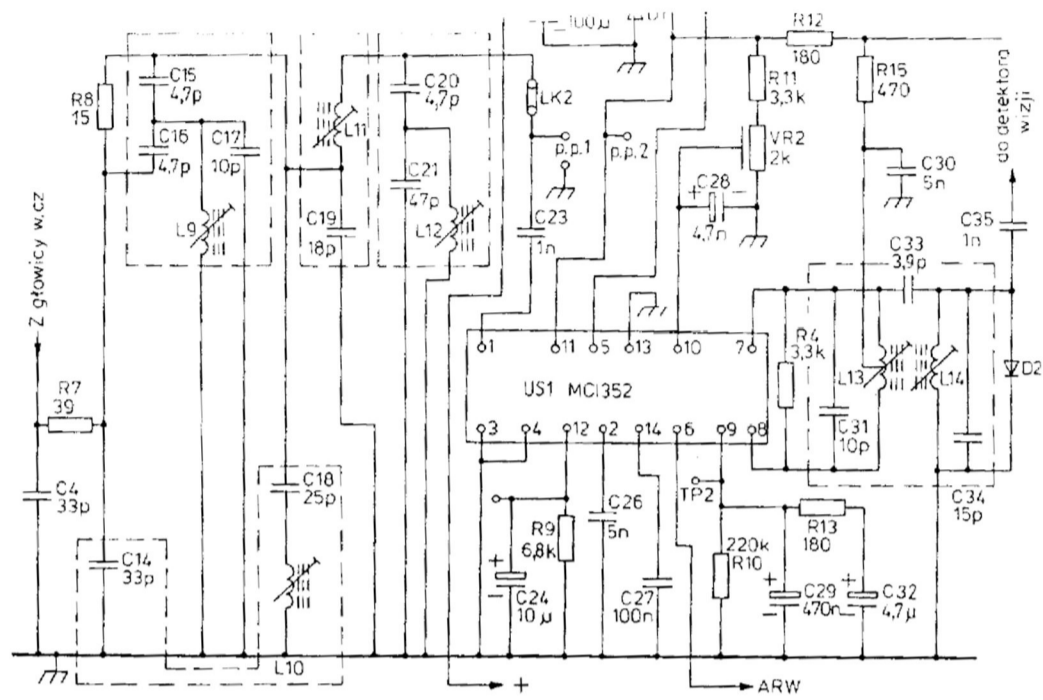 100µ
R12
180
C15
4,7p
R8
15
C16
4,7p
C17
10p
L9
L11
C19
18p
C20
4,7p
C21
47p
L12
LK2
p.p.1
p.p.2
C23
1n
R11
3,3k
VR2
2k
C28
+ −
4,7n
R15
470
C30
5n
do detektora
wizji
C35
1n
C33
3,9p
Z głowicy w.cz
R7
39
C4
33p
C14
33p
C18
25p
L10
1
11
5
13
10
7
US1 MC1352
3
4
12
2
14
6
9
8
R4
3,3k
L13
L14
D2
C31
10p
C34
15p
TP2
R9
6,8k
C26
5n
+
−
C24
10µ
C27
100n
220k
R10
R13
180
+
−
C29
470n
+
−
C32
4,7µ
+
ARW